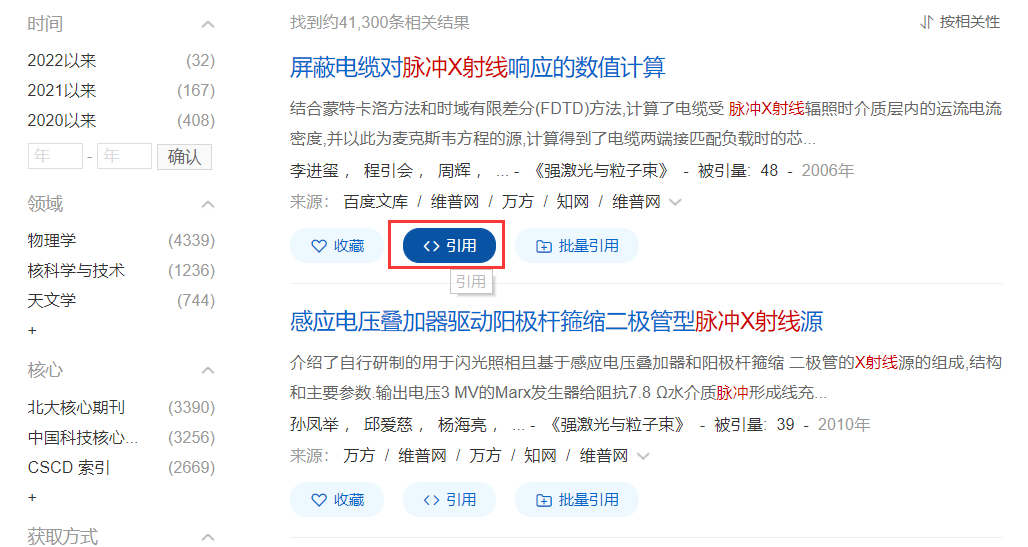 时间
2022以来 (32)
2021以来 (167)
2020以来 (408)
年 - 年 确认
领域
物理学 (4339)
核科学与技术 (1236)
天文学 (744)
+
核心
北大核心期刊 (3390)
中国科技核心... (3256)
CSCD 索引 (2669)
+
获取方式
找到约41,300条相关结果 按相关性
屏蔽电缆对脉冲X射线响应的数值计算
结合蒙特卡洛方法和时域有限差分(FDTD)方法,计算了电缆受 脉冲X射线辐照时介质层内的运流电流
密度,并以此为麦克斯韦方程的源,计算得到了电缆两端接匹配负载时的芯...
李进玺， 程引会， 周辉， ... - 《强激光与粒子束》 - 被引量: 48 - 2006年
来源： 百度文库 / 维普网 / 万方 / 知网 / 维普网
收藏 <> 引用 批量引用
引用
感应电压叠加器驱动阳极杆箍缩二极管型脉冲X射线源
介绍了自行研制的用于闪光照相且基于感应电压叠加器和阳极杆箍缩 二极管的X射线源的组成,结构
和主要参数.输出电压3 MV的Marx发生器给阻抗7.8 Ω水介质脉冲形成线充...
孙凤举， 邱爱慈， 杨海亮， ... - 《强激光与粒子束》 - 被引量: 39 - 2010年
来源： 万方 / 维普网 / 万方 / 知网 / 维普网
收藏 <> 引用 批量引用